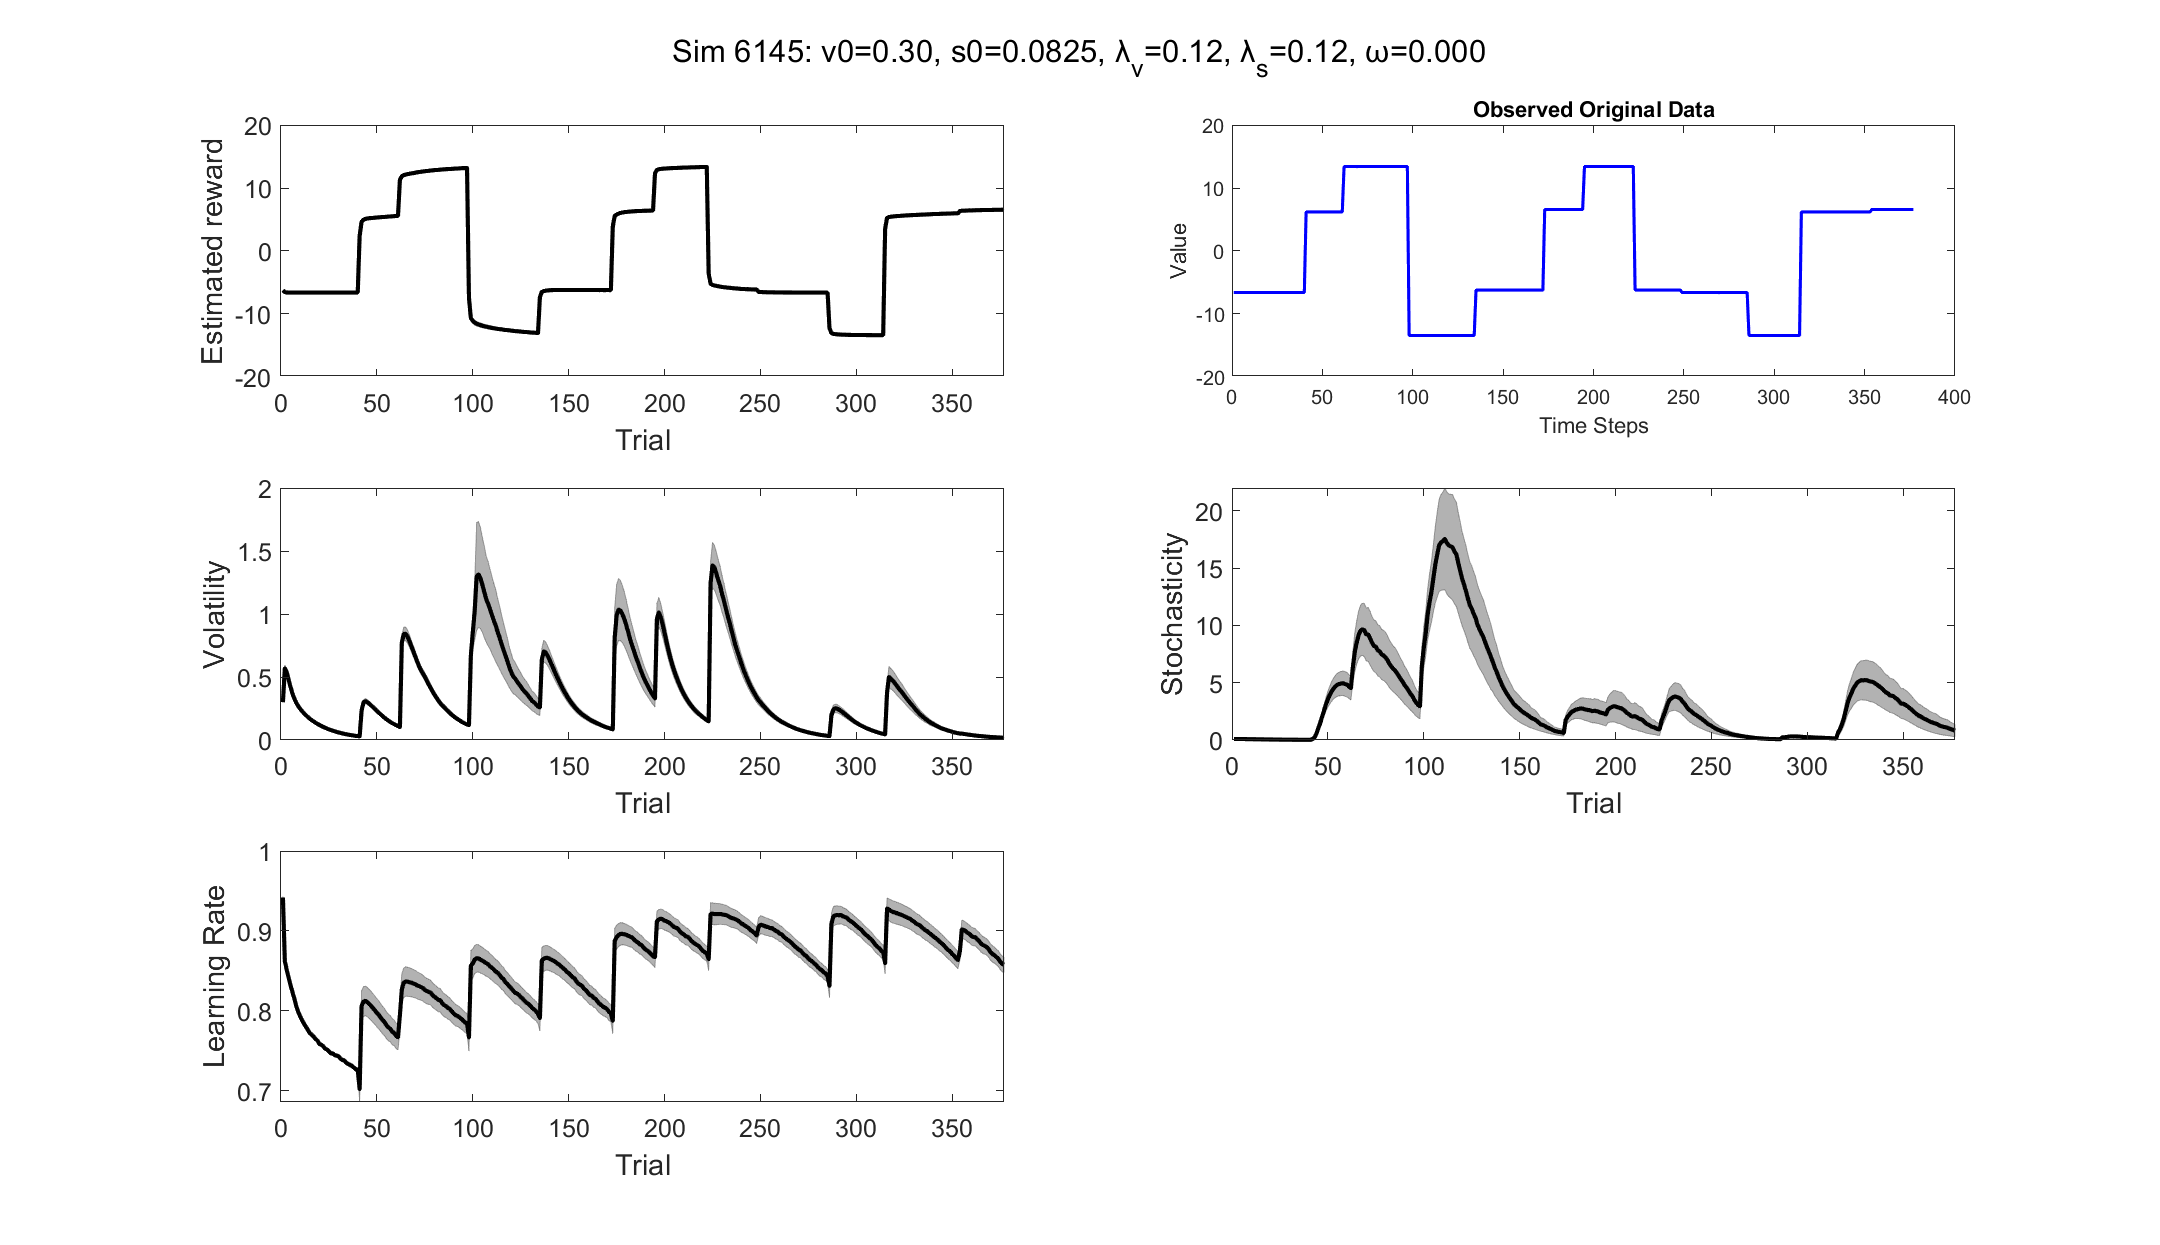 Sim 6145: v0=0.30, s0=0.0825, λv=0.12, λs=0.12, ω=0.000
20
10
0
-10
-20
Estimated reward
0 50 100 150 200 250 300 350
Trial
Observed Original Data
20
10
0
-10
-20
Value
0 50 100 150 200 250 300 350 400
Time Steps
2
1.5
1
0.5
0
Volatility
0 50 100 150 200 250 300 350
Trial
20
15
10
5
0
Stochasticity
0 50 100 150 200 250 300 350
Trial
1
0.9
0.8
0.7
Learning Rate
0 50 100 150 200 250 300 350
Trial